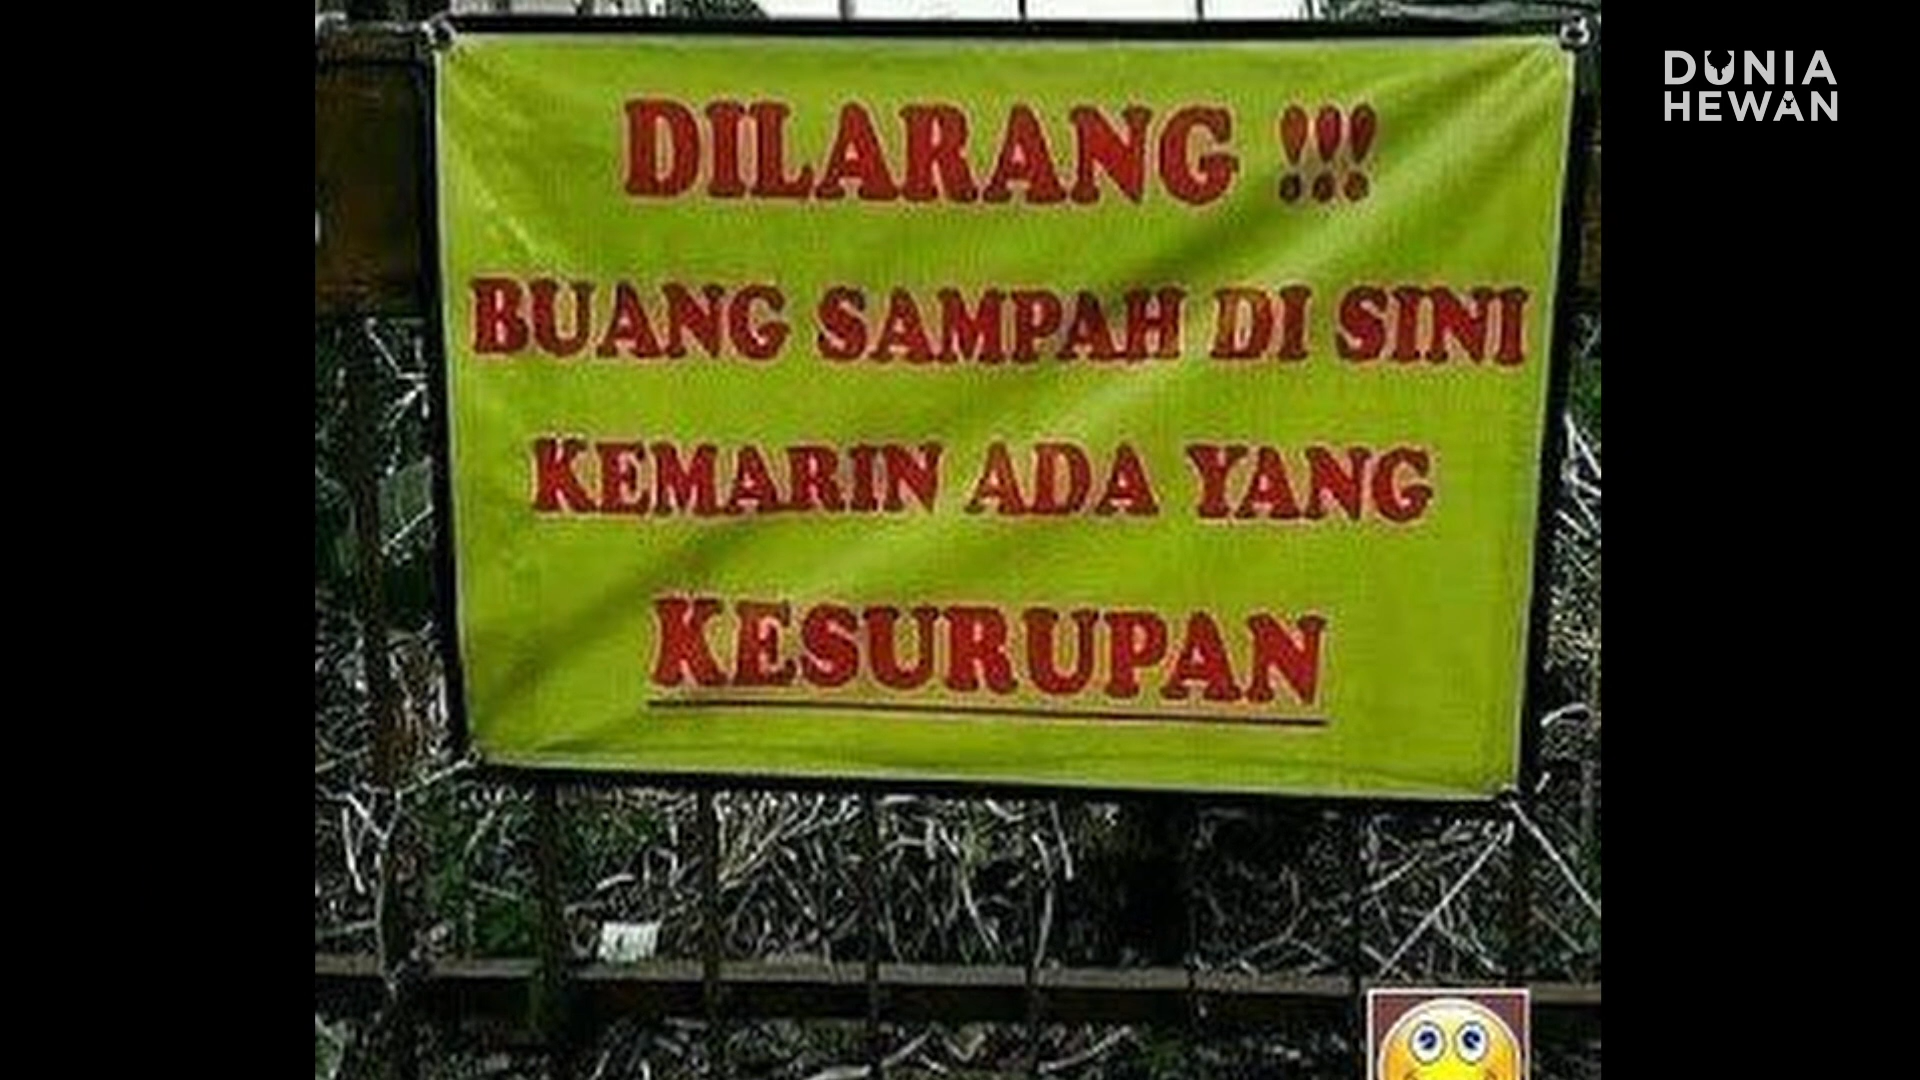 DILARANG !!!
BUANG SAMPAH DI SINI
KEMARIN ADA YANG
KESURUPAN
DUNIA
HEWAN